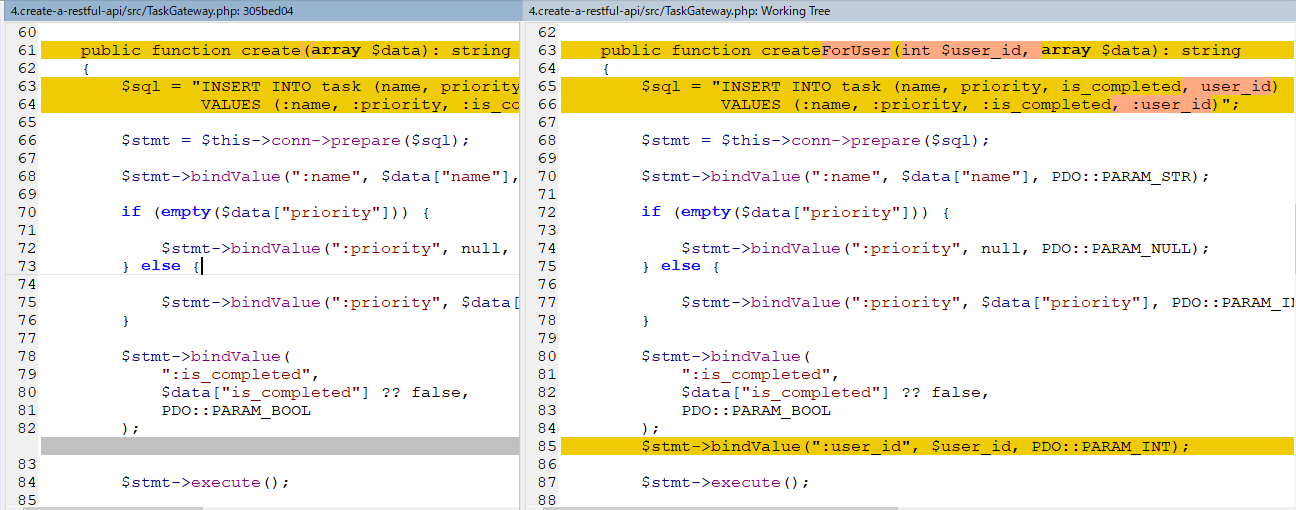 4.create-a-restful-api/src/TaskGateway.php: 305bed04
60
61     public function create(array $data): string
62     {
63         $sql = "INSERT INTO task (name, priority
64                 VALUES (:name, :priority, :is_co
65
66         $stmt = $this->conn->prepare($sql);
67
68         $stmt->bindValue(":name", $data["name"],
69
70         if (empty($data["priority"])) {
71
72             $stmt->bindValue(":priority", null,
73         } else {
74
75             $stmt->bindValue(":priority", $data[
76         }
77
78         $stmt->bindValue(
79             ":is_completed",
80             $data["is_completed"] ?? false,
81             PDO::PARAM_BOOL
82         );
83
84         $stmt->execute();
85
4.create-a-restful-api/src/TaskGateway.php: Working Tree
62
63     public function createForUser(int $user_id, array $data): string
64     {
65         $sql = "INSERT INTO task (name, priority, is_completed, user_id)
66                 VALUES (:name, :priority, :is_completed, :user_id)";
67
68         $stmt = $this->conn->prepare($sql);
69
70         $stmt->bindValue(":name", $data["name"], PDO::PARAM_STR);
71
72         if (empty($data["priority"])) {
73
74             $stmt->bindValue(":priority", null, PDO::PARAM_NULL);
75         } else {
76
77             $stmt->bindValue(":priority", $data["priority"], PDO::PARAM_I
78         }
79
80         $stmt->bindValue(
81             ":is_completed",
82             $data["is_completed"] ?? false,
83             PDO::PARAM_BOOL
84         );
85         $stmt->bindValue(":user_id", $user_id, PDO::PARAM_INT);
86
87         $stmt->execute();
88